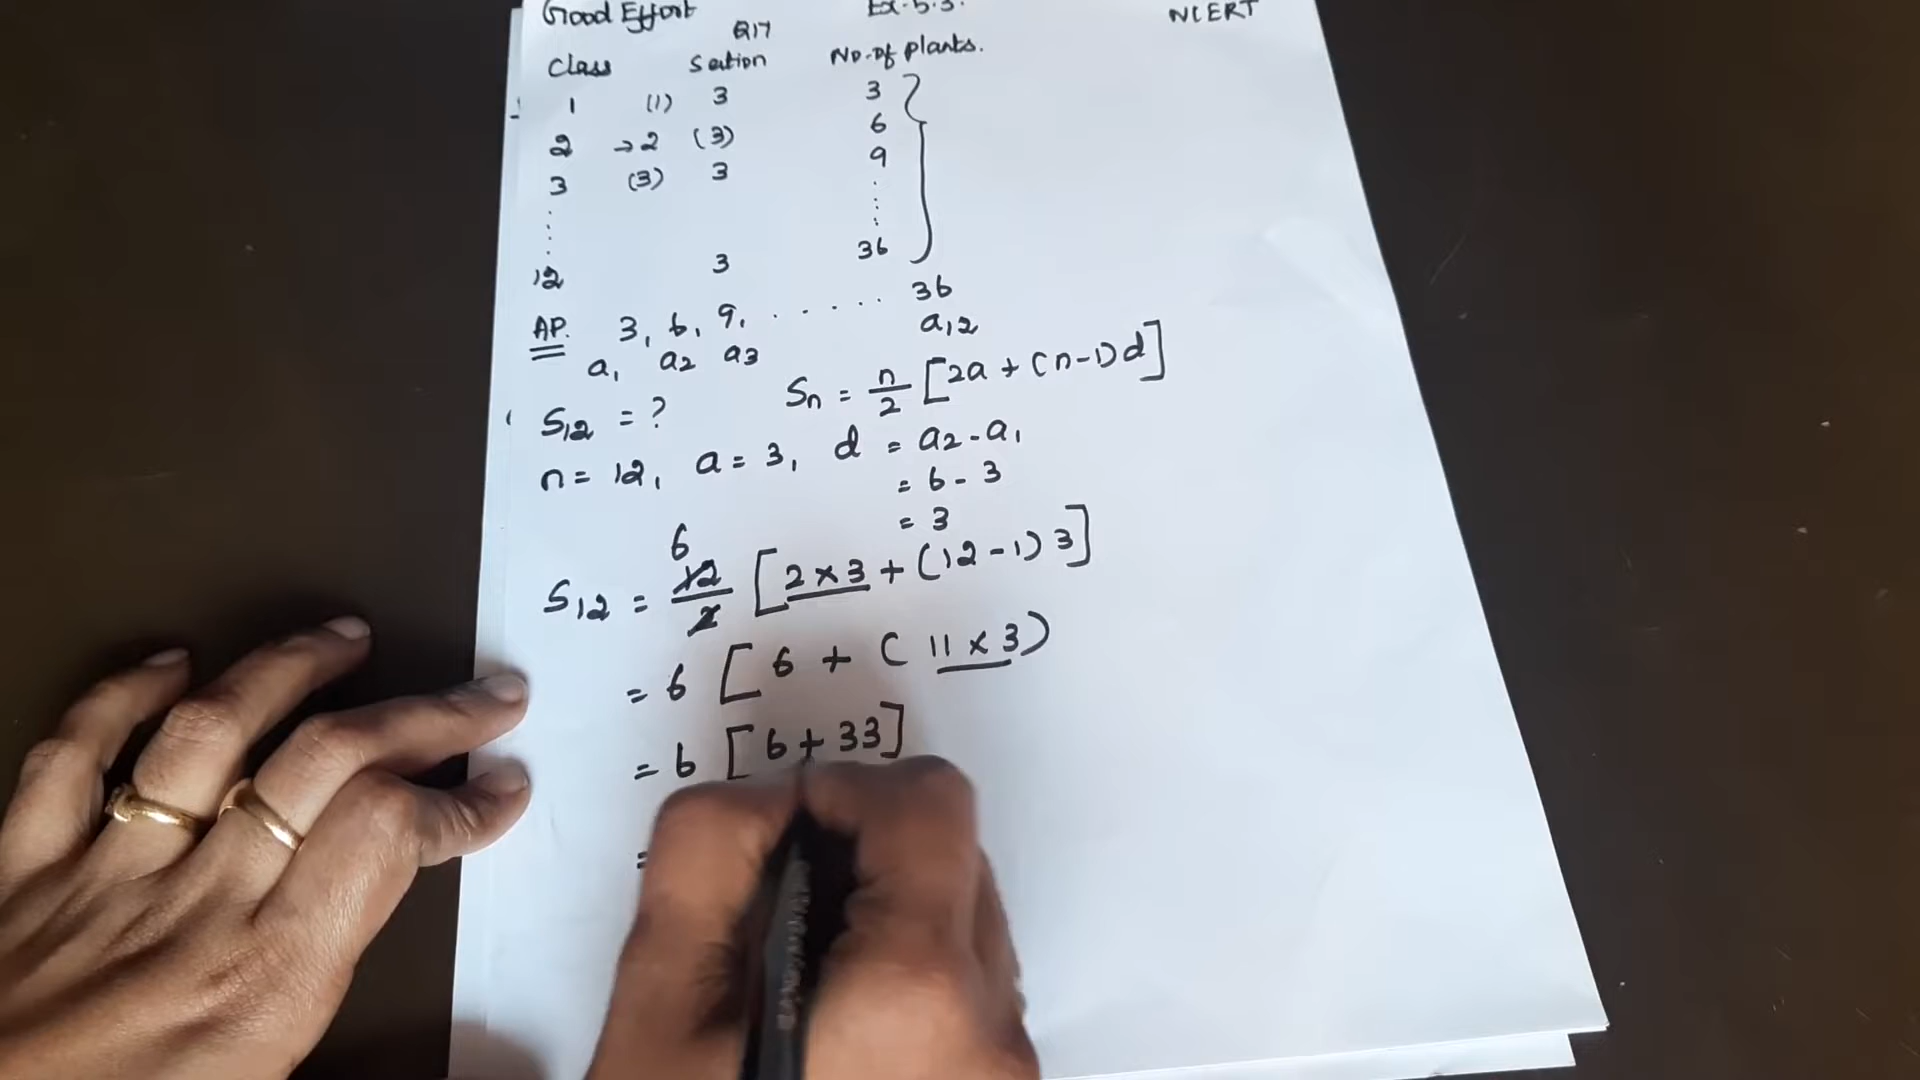 Good Effort Ex. 5.3. NCERT
Q17
Class Section No. of plants.
1 (1) 3 3
2 → 2 (3) 6
3 (3) 3 9
12 3 36
AP. 3, 6, 9, ...... 36
a1 a2 a3 a12
S12 = ? Sn = n/2 [2a + (n-1)d]
n = 12, a = 3, d = a2 - a1
= 6 - 3
= 3
6
S12 = 12/2 [2 × 3 + (12 - 1) 3]
= 6 [6 + (11 × 3)
= 6 [6 + 33]
=